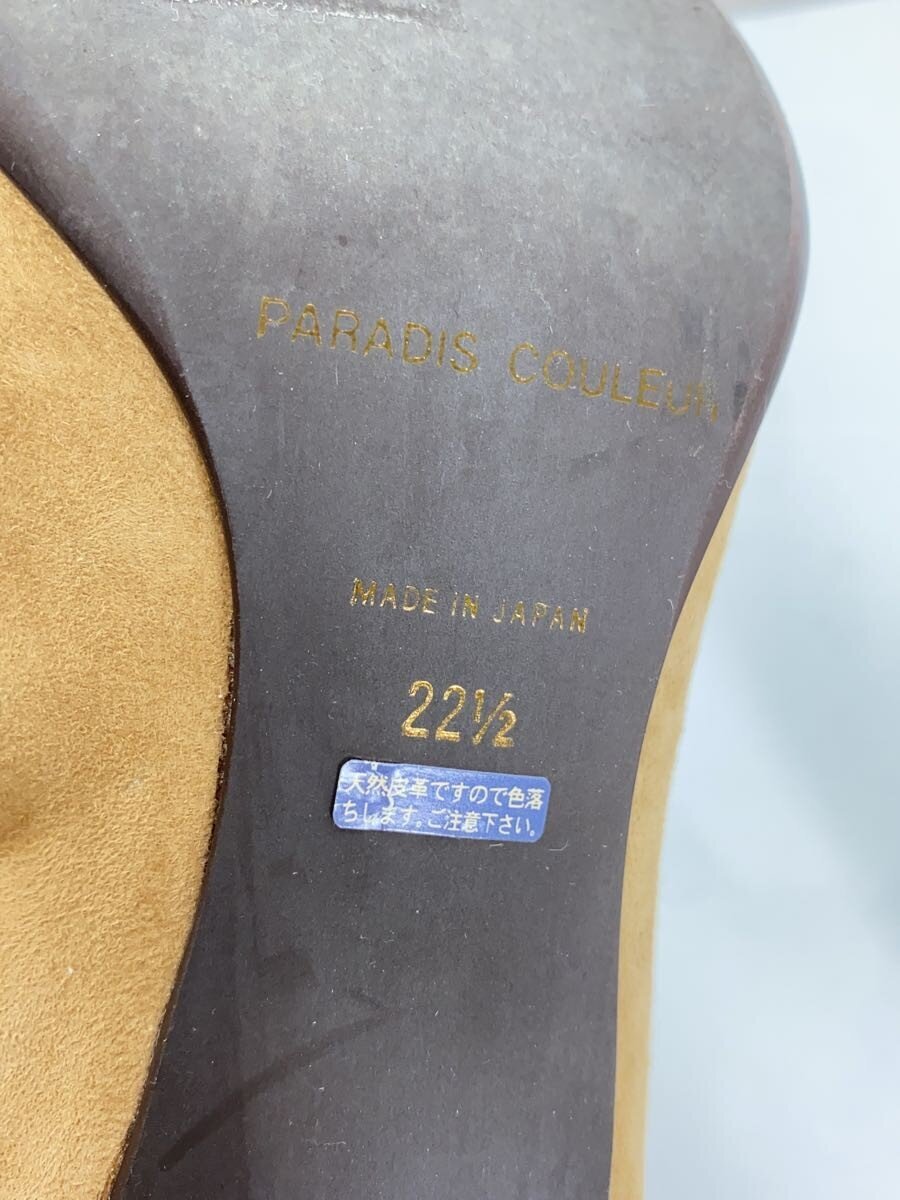 PARADIS COULEUR
MADE IN JAPAN
22½
天然皮革ですので色落
ちします。ご注意下さい。